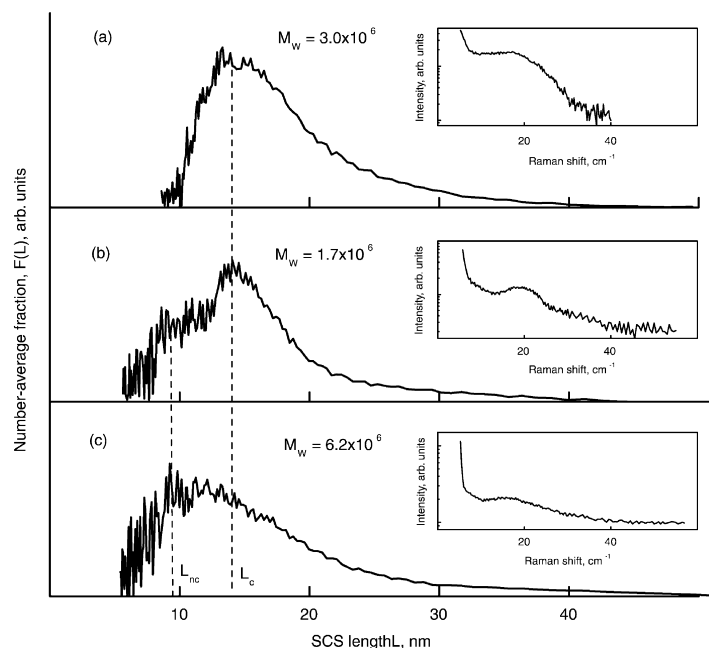 Number-average fraction, F(L), arb. units
(a)
M_W = 3.0x10^6
Intensity, arb. units
20 40
Raman shift, cm^-1
(b)
M_W = 1.7x10^6
Intensity, arb. units
20 40
Raman shift, cm^-1
(c)
M_W = 6.2x10^6
Intensity, arb. units
20 40
Raman shift, cm^-1
L_nc L_c
10 20 30 40
SCS lengthL, nm